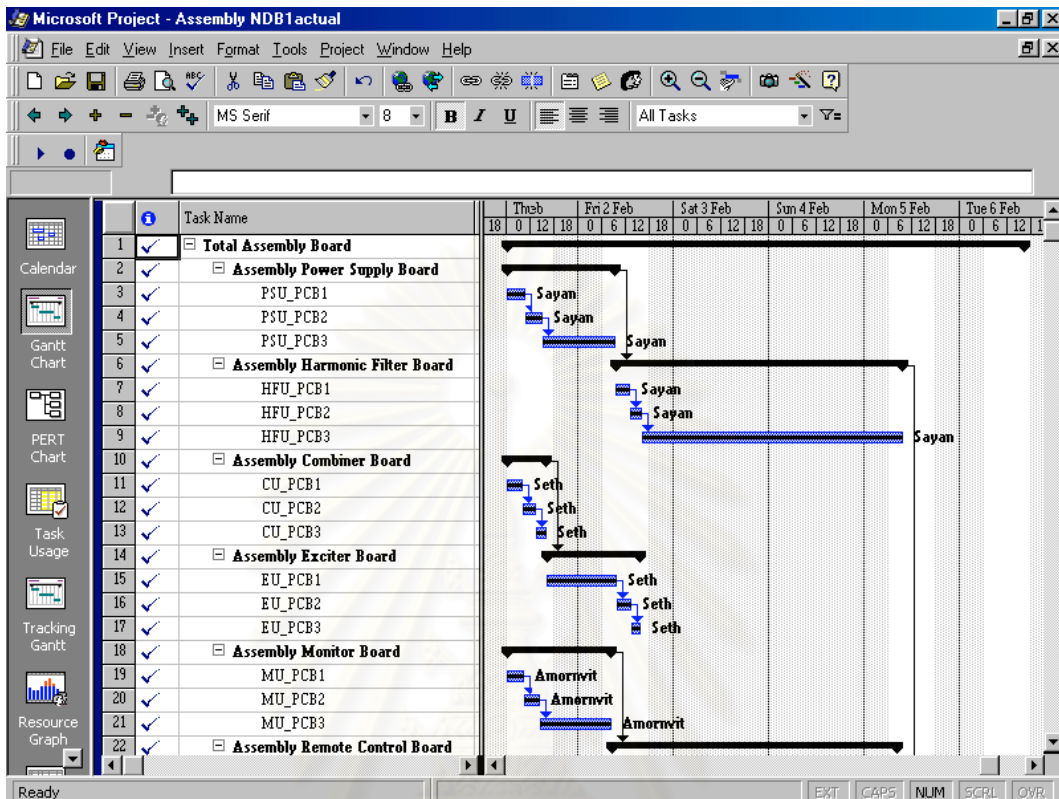 Microsoft Project - Assembly NDB1actual
File Edit View Insert Format Tools Project Window Help
MS Serif 8 B I U All Tasks
Task Name
Fri 2 Feb Sat 3 Feb Sun 4 Feb Mon 5 Feb Tue 6 Feb
18 0 12 18 0 6 12 18 0 6 12 18 0 6 12 18 0 6 12 18 0 6 12 1
1 Total Assembly Board
2 Assembly Power Supply Board
3 PSU_PCB1 Sayan
4 PSU_PCB2 Sayan
5 PSU_PCB3 Sayan
6 Assembly Harmonic Filter Board
7 HFU_PCB1 Sayan
8 HFU_PCB2 Sayan
9 HFU_PCB3 Sayan
10 Assembly Combiner Board
11 CU_PCB1 Seth
12 CU_PCB2 Seth
13 CU_PCB3 Seth
14 Assembly Exciter Board
15 EU_PCB1 Seth
16 EU_PCB2 Seth
17 EU_PCB3 Seth
18 Assembly Monitor Board
19 MU_PCB1 Amornvit
20 MU_PCB2 Amornvit
21 MU_PCB3 Amornvit
22 Assembly Remote Control Board
Calendar
Gantt
Chart
PERT
Chart
Task
Usage
Tracking
Gantt
Resource
Graph
Ready EXT CAPS NUM SCRL OVR